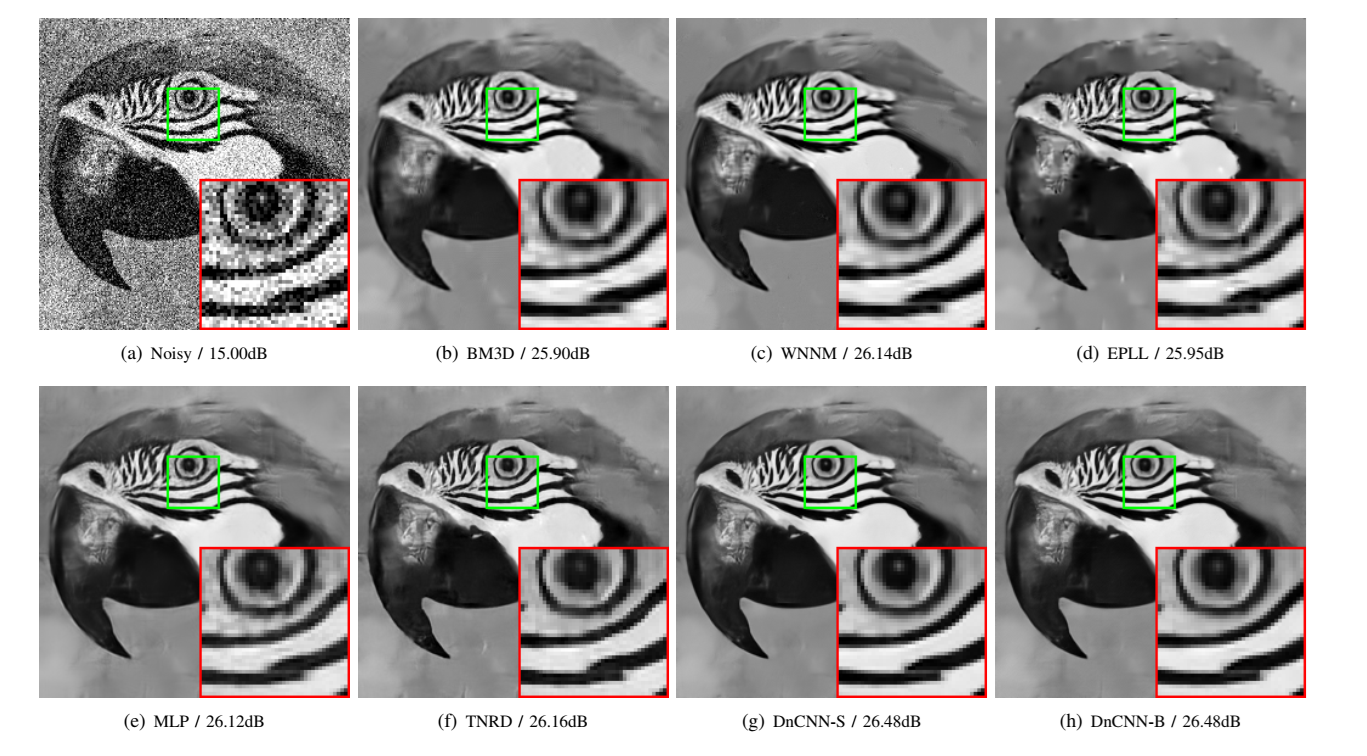 (a) Noisy / 15.00dB
(b) BM3D / 25.90dB
(c) WNNM / 26.14dB
(d) EPLL / 25.95dB
(e) MLP / 26.12dB
(f) TNRD / 26.16dB
(g) DnCNN-S / 26.48dB
(h) DnCNN-B / 26.48dB